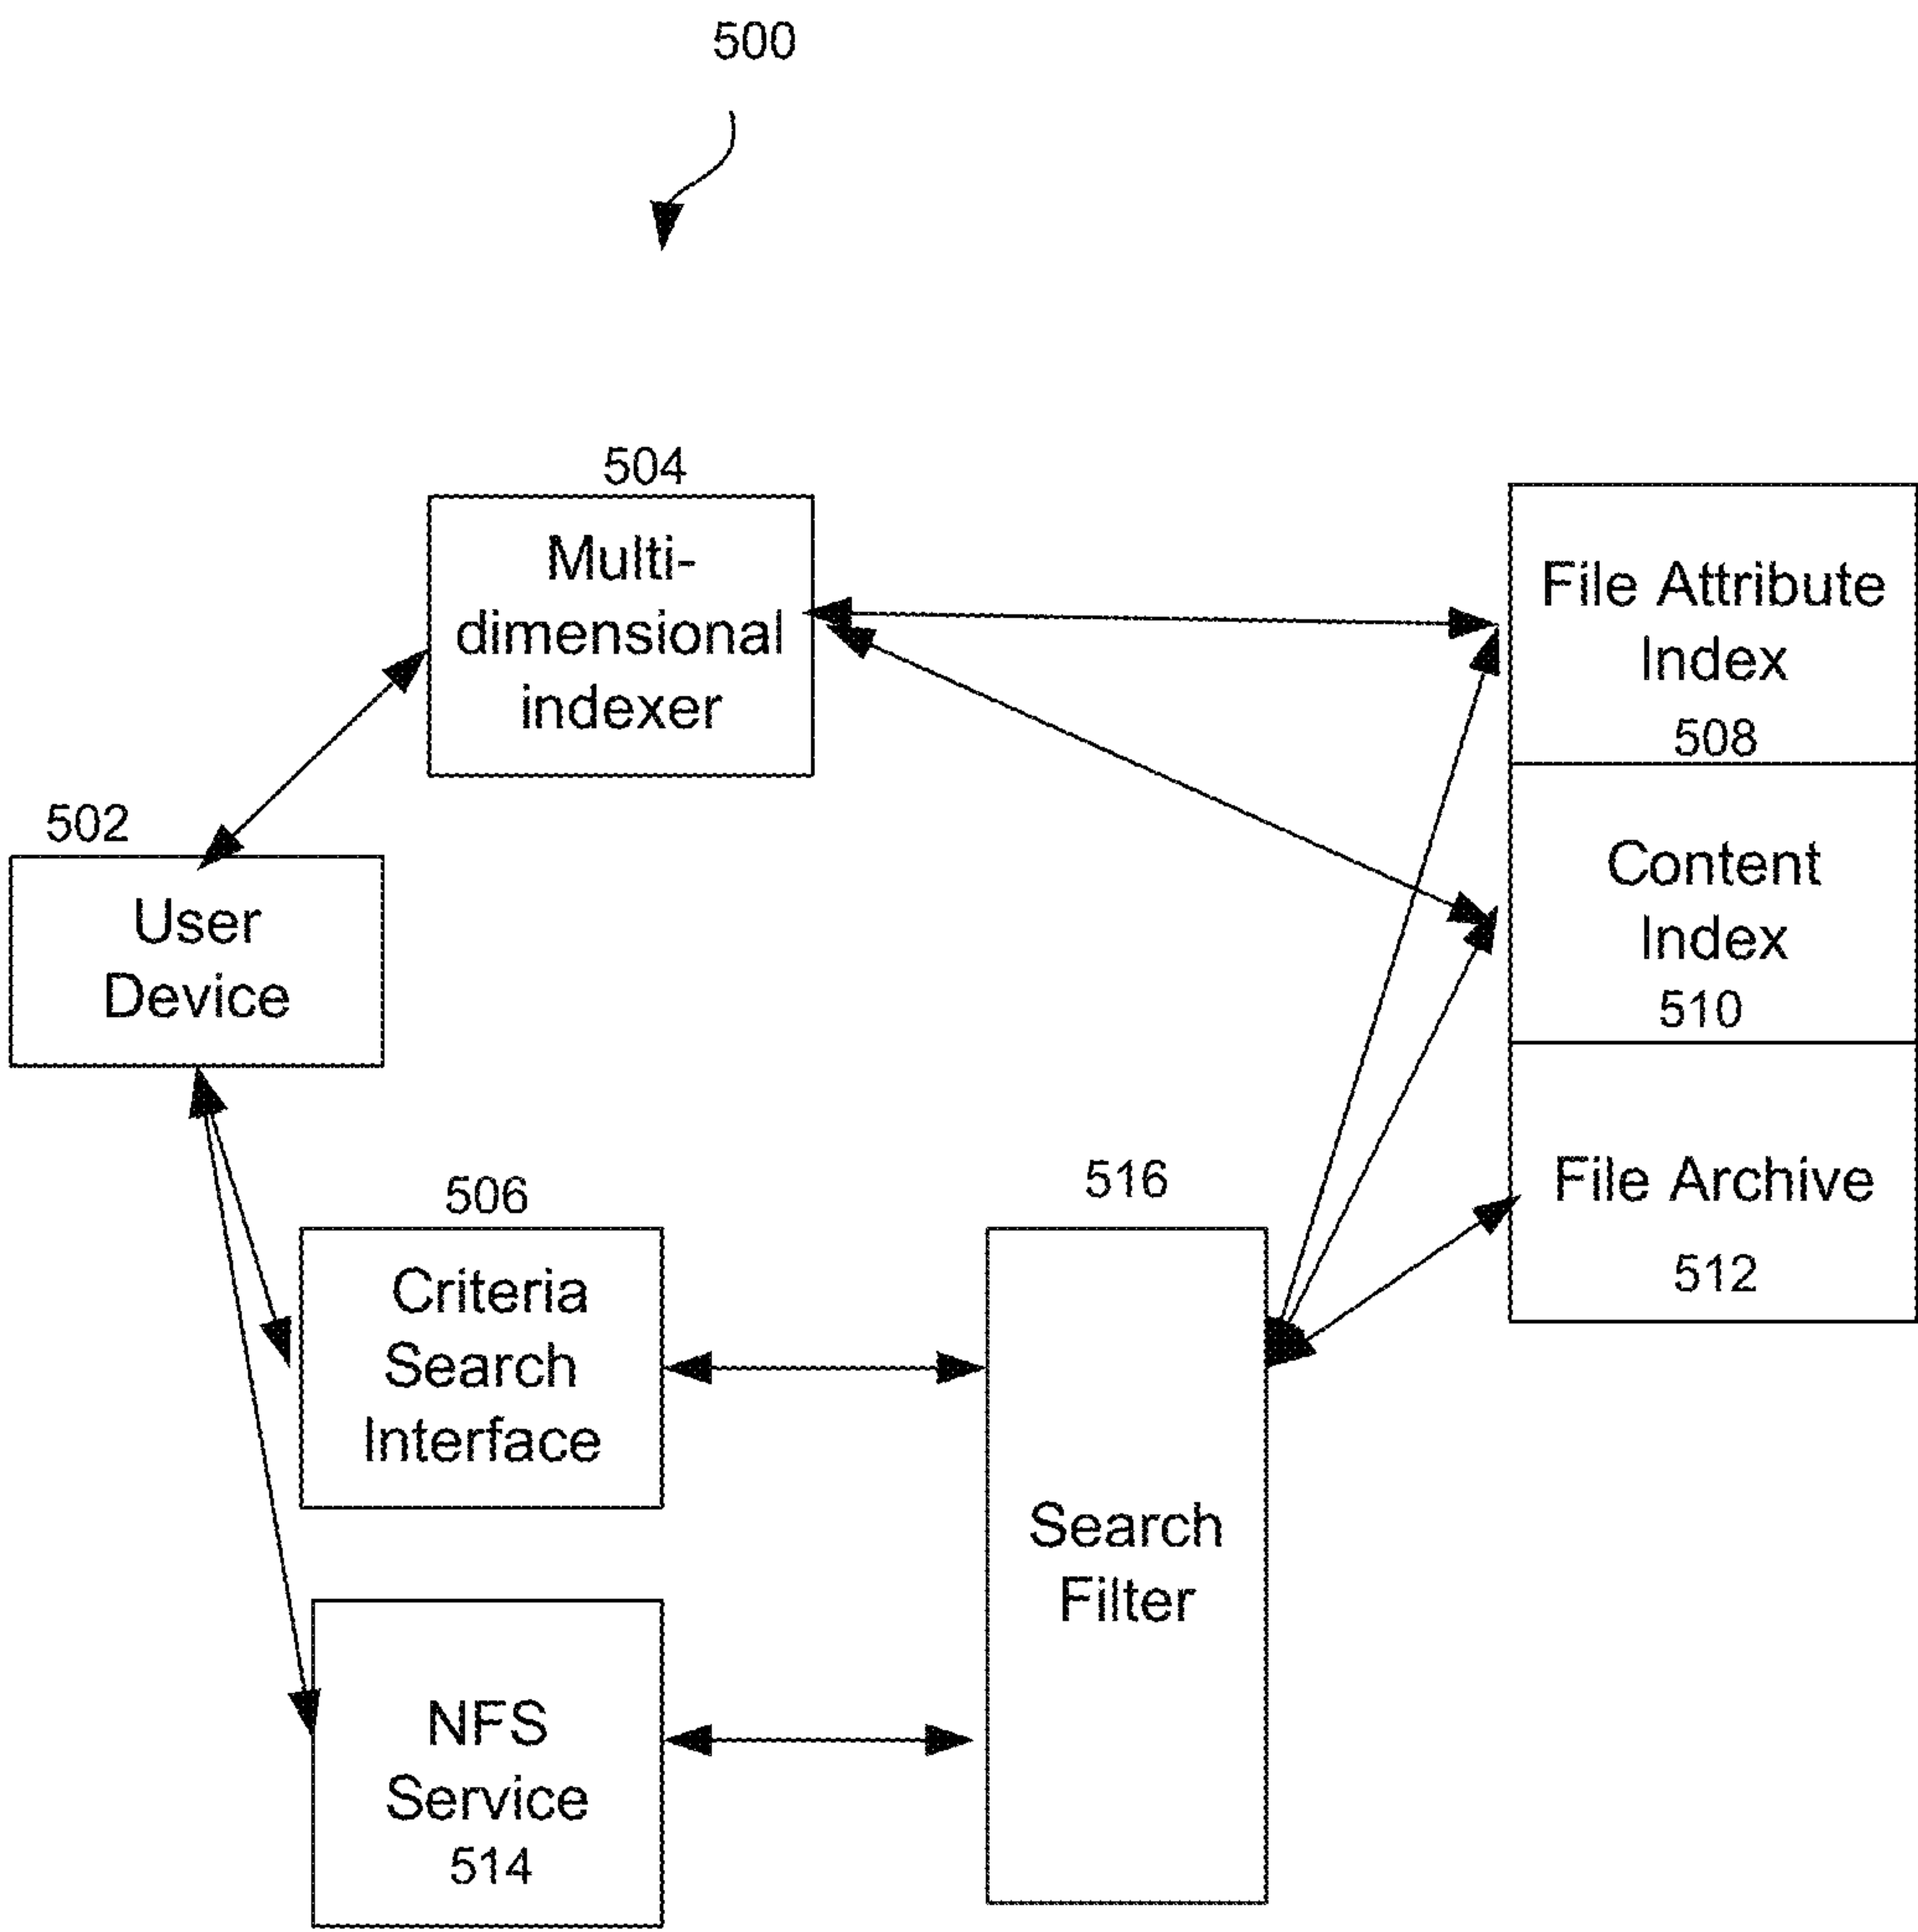 500
504
Multi-
dimensional
indexer
File Attribute
Index
508
502
User
Device
Content
Index
510
506
Criteria
Search
Interface
516
Search
Filter
File Archive
512
NFS
Service
514